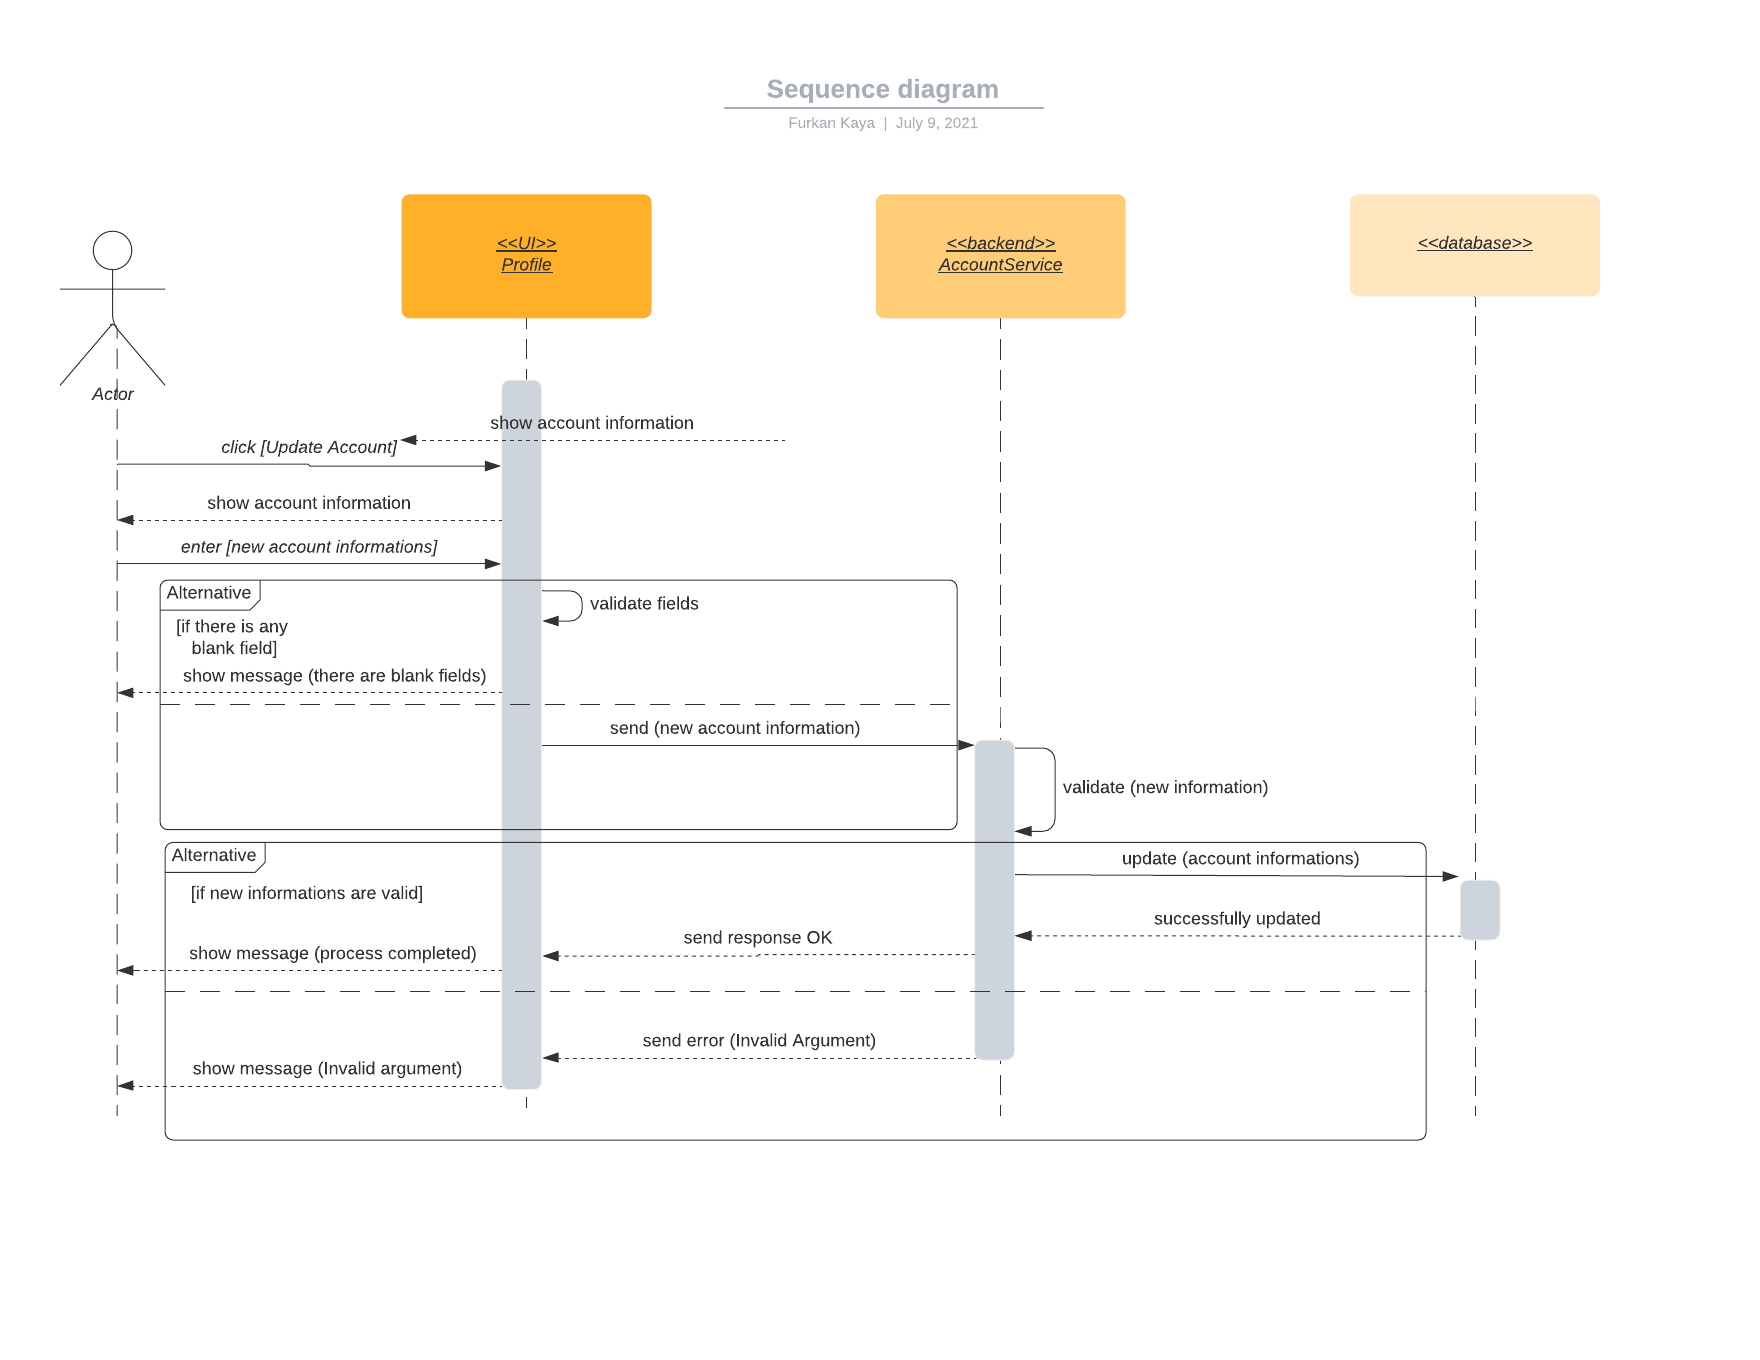 Sequence diagram
Furkan Kaya | July 9, 2021
<<UI>>
Profile
<<backend>>
AccountService
<<database>>
Actor
show account information
click [Update Account]
show account information
enter [new account informations]
Alternative
validate fields
[if there is any
blank field]
show message (there are blank fields)
send (new account information)
validate (new information)
Alternative
update (account informations)
[if new informations are valid]
successfully updated
send response OK
show message (process completed)
send error (Invalid Argument)
show message (Invalid argument)